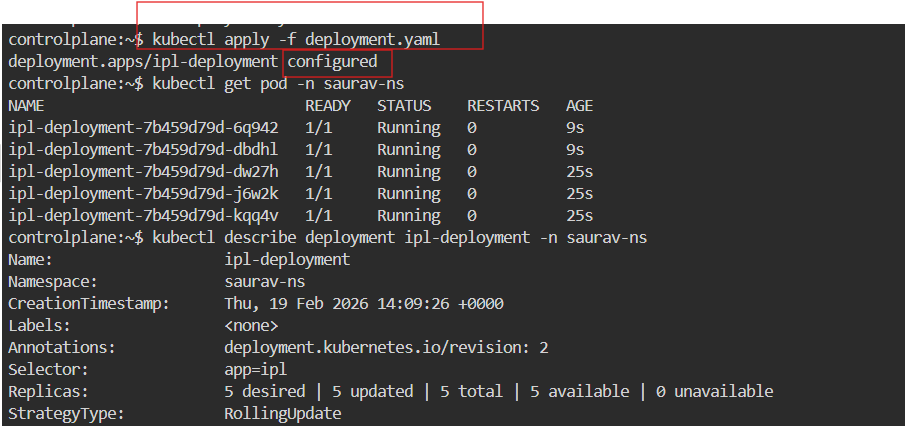 controlplane:~$ kubectl apply -f deployment.yaml
deployment.apps/ipl-deployment configured
controlplane:~$ kubectl get pod -n saurav-ns
NAME READY STATUS RESTARTS AGE
ipl-deployment-7b459d79d-6q942 1/1 Running 0 9s
ipl-deployment-7b459d79d-dbdhl 1/1 Running 0 9s
ipl-deployment-7b459d79d-dw27h 1/1 Running 0 25s
ipl-deployment-7b459d79d-j6w2k 1/1 Running 0 25s
ipl-deployment-7b459d79d-kqq4v 1/1 Running 0 25s
controlplane:~$ kubectl describe deployment ipl-deployment -n saurav-ns
Name: ipl-deployment
Namespace: saurav-ns
CreationTimestamp: Thu, 19 Feb 2026 14:09:26 +0000
Labels: <none>
Annotations: deployment.kubernetes.io/revision: 2
Selector: app=ipl
Replicas: 5 desired | 5 updated | 5 total | 5 available | 0 unavailable
StrategyType: RollingUpdate